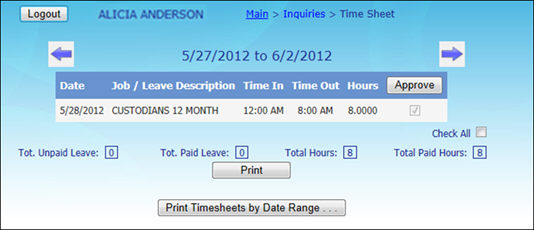 Logout ALICIA ANDERSON Main > Inquiries > Time Sheet
5/27/2012 to 6/2/2012
Date Job / Leave Description Time In Time Out Hours Approve
5/28/2012 CUSTODIANS 12 MONTH 12:00 AM 8:00 AM 8.0000
Check All
Tot. Unpaid Leave: 0 Tot. Paid Leave: 0 Total Hours: 8 Total Paid Hours: 8
Print
Print Timesheets by Date Range . . .